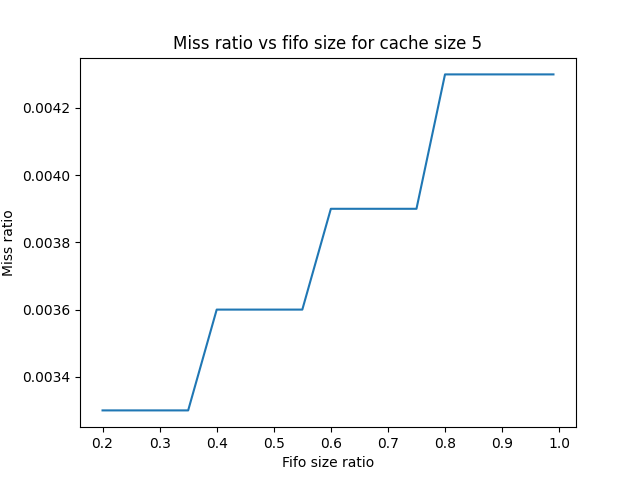 Miss ratio vs fifo size for cache size 5
Miss ratio
0.0042
0.0040
0.0038
0.0036
0.0034
0.2 0.3 0.4 0.5 0.6 0.7 0.8 0.9 1.0
Fifo size ratio